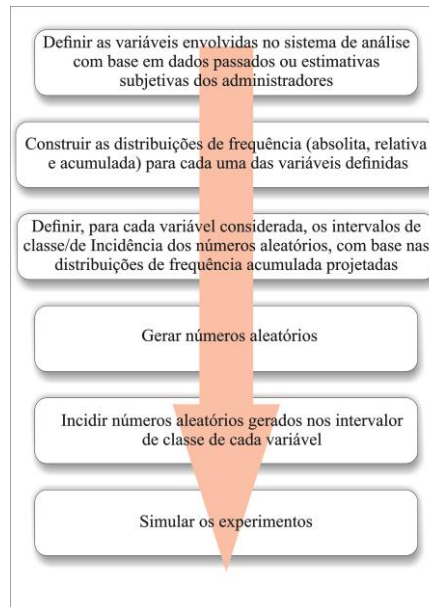 Definir as variáveis envolvidas no sistema de análise
com base em dados passados ou estimativas
subjetivas dos administradores
Construir as distribuições de frequência (absolita, relativa
e acumulada) para cada uma das variáveis definidas
Definir, para cada variável considerada, os intervalos de
classe/de Incidência dos números aleatórios, com base nas
distribuições de frequência acumulada projetadas
Gerar números aleatórios
Incidir números aleatórios gerados nos intervalor
de classe de cada variável
Simular os experimentos